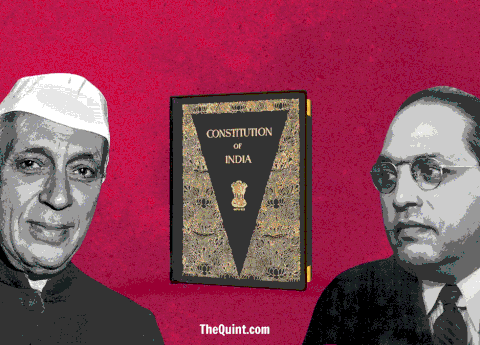 CONSTITUTION
OF
INDIA
TheQuint.com